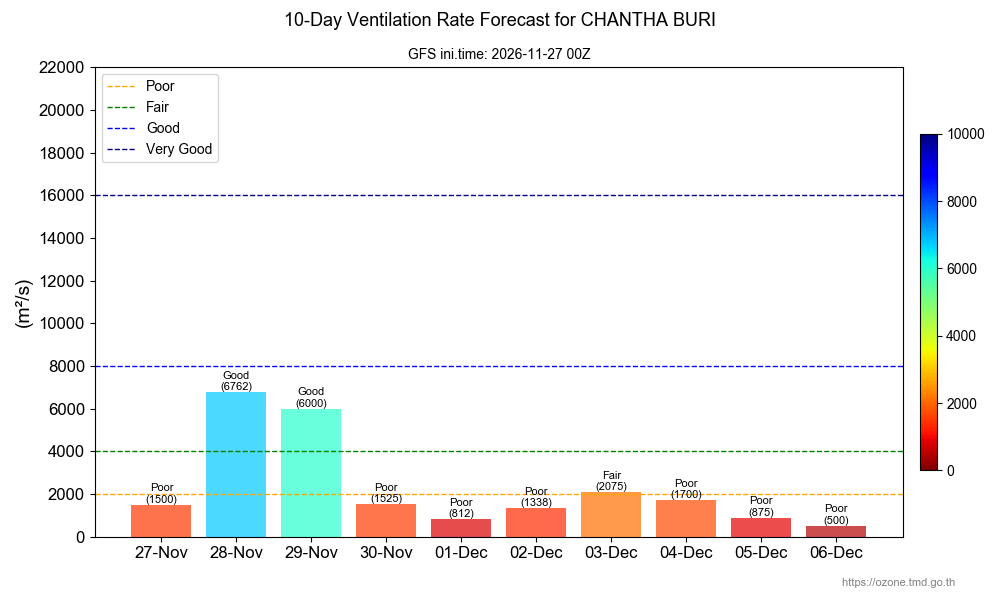 10-Day Ventilation Rate Forecast for CHANTHA BURI
GFS ini.time: 2026-11-27 00Z
22000
20000
18000
16000
14000
12000
10000
8000
6000
4000
2000
0
(m²/s)
Poor
Fair
Good
Very Good
Poor
(1500)
Good
(6762)
Good
(6000)
Poor
(1525)
Poor
(812)
Poor
(1338)
Fair
(2075)
Poor
(1700)
Poor
(875)
Poor
(500)
27-Nov 28-Nov 29-Nov 30-Nov 01-Dec 02-Dec 03-Dec 04-Dec 05-Dec 06-Dec
10000
8000
6000
4000
2000
0
https://ozone.tmd.go.th